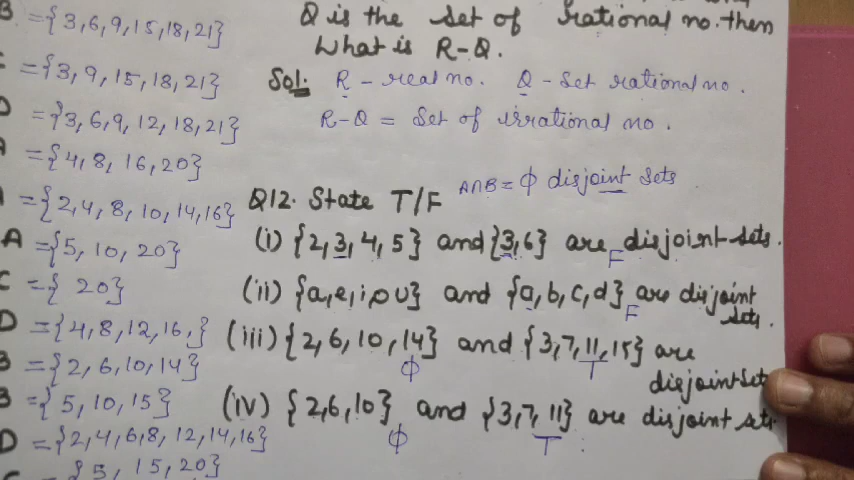 B = {3,6,9,15,18,21}
= {3,9,15,18,21}
D = {3,6,9,12,18,21}
A = {4,8,16,20}
= {2,4,8,10,14,16}
A = {5,10,20}
C = {20}
D = {4,8,12,16,}
B = {2,6,10,14}
B = {5,10,15}
D = {2,4,6,8,12,14,16}
= {5,15,20}
Q is the set of rational no. then
What is R-Q.
Sol. R - real no. Q - set rational no.
R-Q = Set of irrational no.
A∩B = ϕ disjoint sets
Q12. State T/F
(i) {2,3,4,5} and {3,6} are disjoint sets.
F
(ii) {a,e,i,o,u} and {a,b,c,d} are disjoint
sets.
F
(iii) {2,6,10,14} and {3,7,11,15} are
disjoint sets
ϕ T
(iv) {2,6,10} and {3,7,11} are disjoint sets.
ϕ T